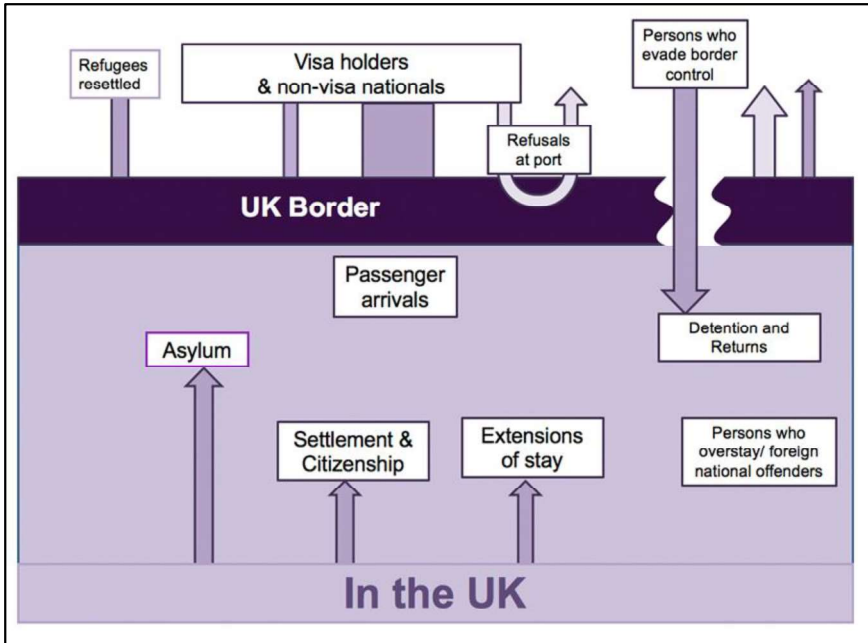 Refugees
resettled
Visa holders
& non-visa nationals
Persons who
evade border
control
Refusals
at port
UK Border
Passenger
arrivals
Detention and
Returns
Asylum
Settlement &
Citizenship
Extensions
of stay
Persons who
overstay/ foreign
national offenders
In the UK